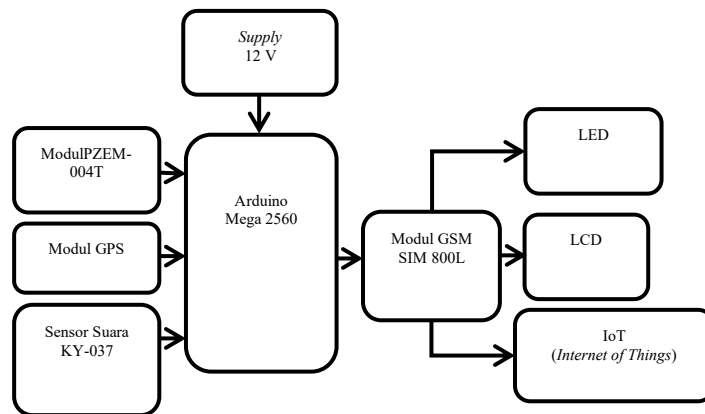 Supply
12 V
ModulPZEM-
004T
Modul GPS
Sensor Suara
KY-037
Arduino
Mega 2560
Modul GSM
SIM 800L
LED
LCD
IoT
(Internet of Things)